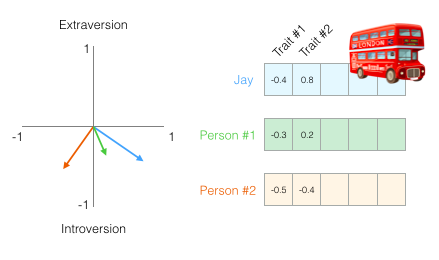 Extraversion
1
-1
1
-1
Introversion
Trait #1
Trait #2
LONDON
Jay
-0.4 0.8
Person #1
-0.3 0.2
Person #2
-0.5 -0.4